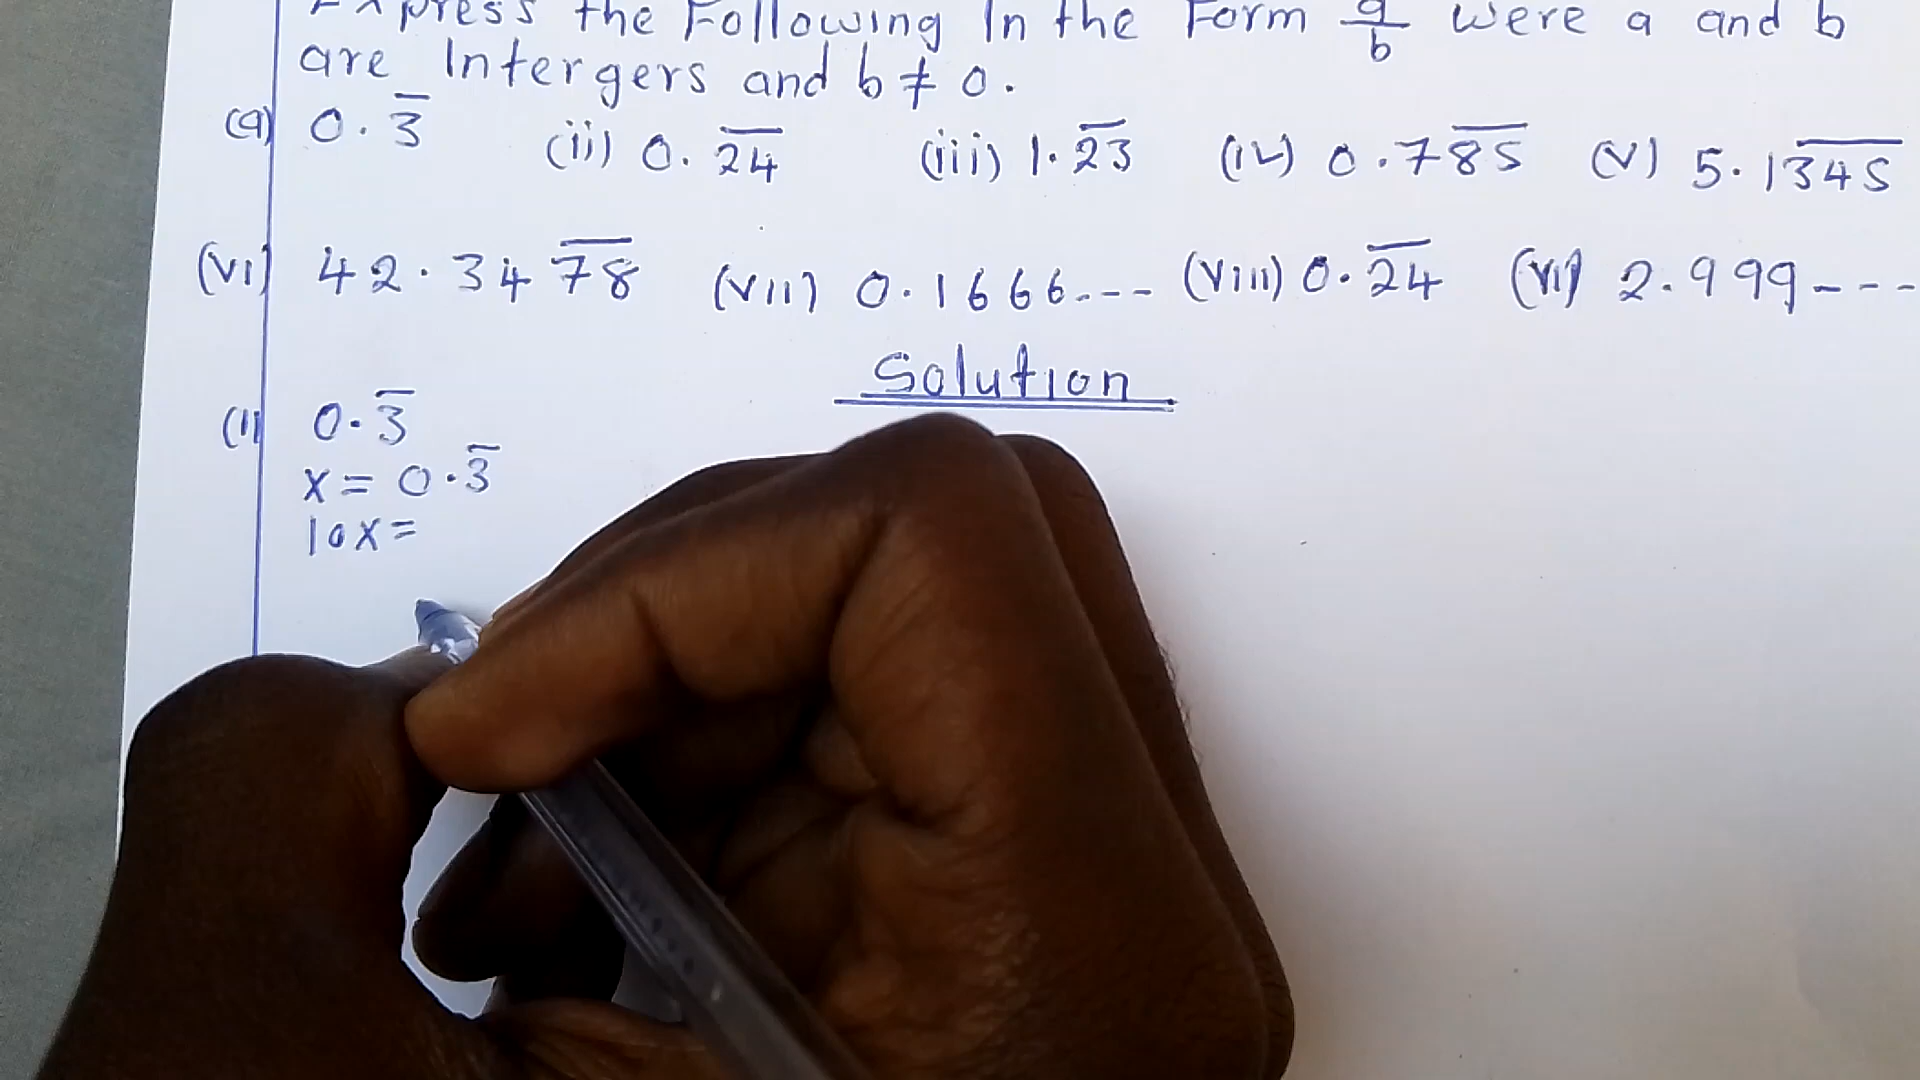 Express the Following In the Form a/b were a and b
are Intergers and b ≠ 0.
(a) 0.3̅ (ii) 0.2̅4̅ (iii) 1.2̅3̅ (iv) 0.78̅5̅ (v) 5.13̅4̅5̅
(vi) 42.347̅8̅ (vii) 0.1666--- (viii) 0.2̅4̅ (vi) 2.999----
Solution
(i) 0.3̅
x = 0.3̅
10x =